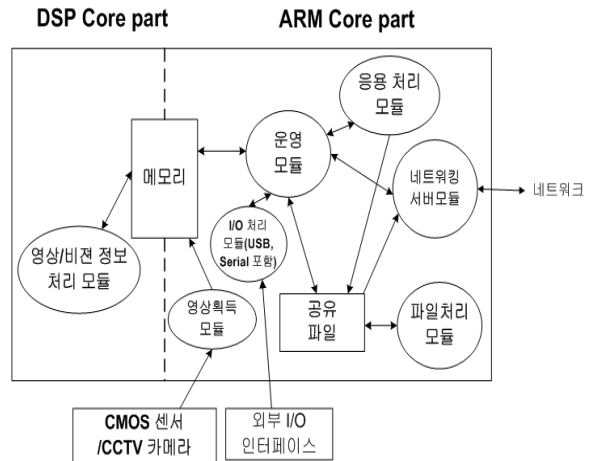 DSP Core part
ARM Core part
응용 처리
모듈
운영
모듈
메모리
네트워킹
서버모듈
네트워크
I/O 처리
모듈(USB,
Serial 포함)
영상/비젼 정보
처리 모듈
영상획득
모듈
공유
파일
파일처리
모듈
CMOS 센서
/CCTV 카메라
외부 I/O
인터페이스